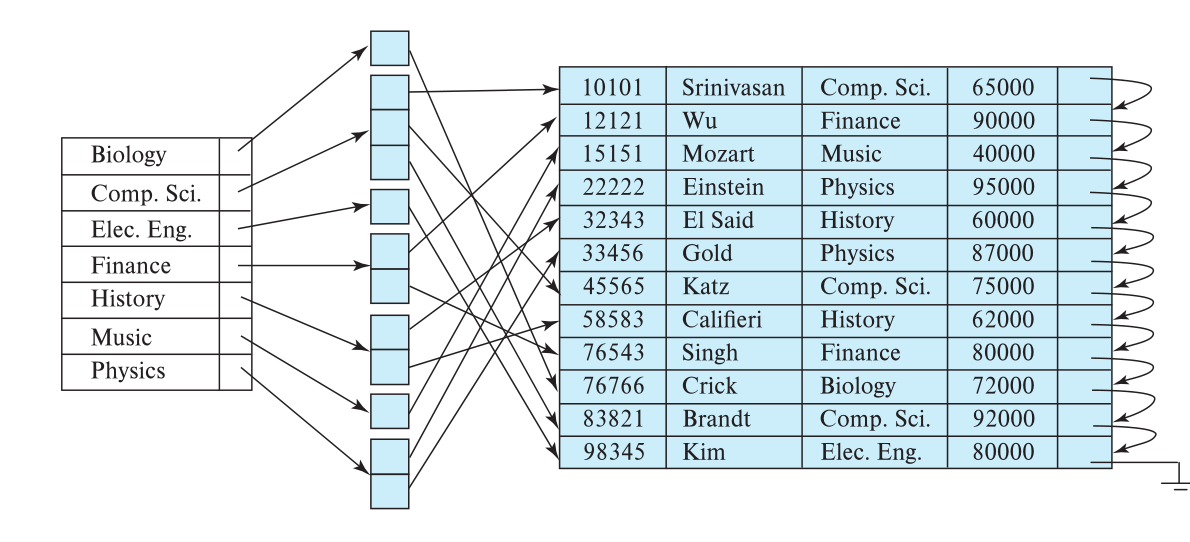 Biology
Comp. Sci.
Elec. Eng.
Finance
History
Music
Physics
10101 Srinivasan Comp. Sci. 65000
12121 Wu Finance 90000
15151 Mozart Music 40000
22222 Einstein Physics 95000
32343 El Said History 60000
33456 Gold Physics 87000
45565 Katz Comp. Sci. 75000
58583 Califieri History 62000
76543 Singh Finance 80000
76766 Crick Biology 72000
83821 Brandt Comp. Sci. 92000
98345 Kim Elec. Eng. 80000